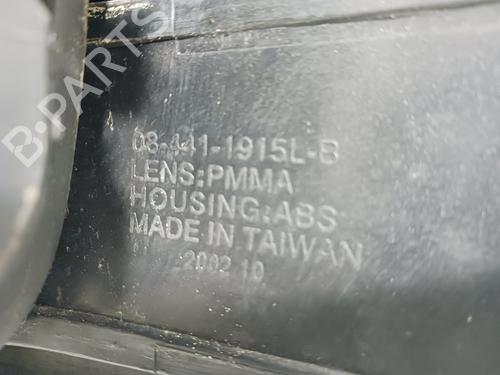 08-441-1915L-B
LENS:PMMA
HOUSING:ABS
MADE IN TAIWAN
2002 10
B-PARTS